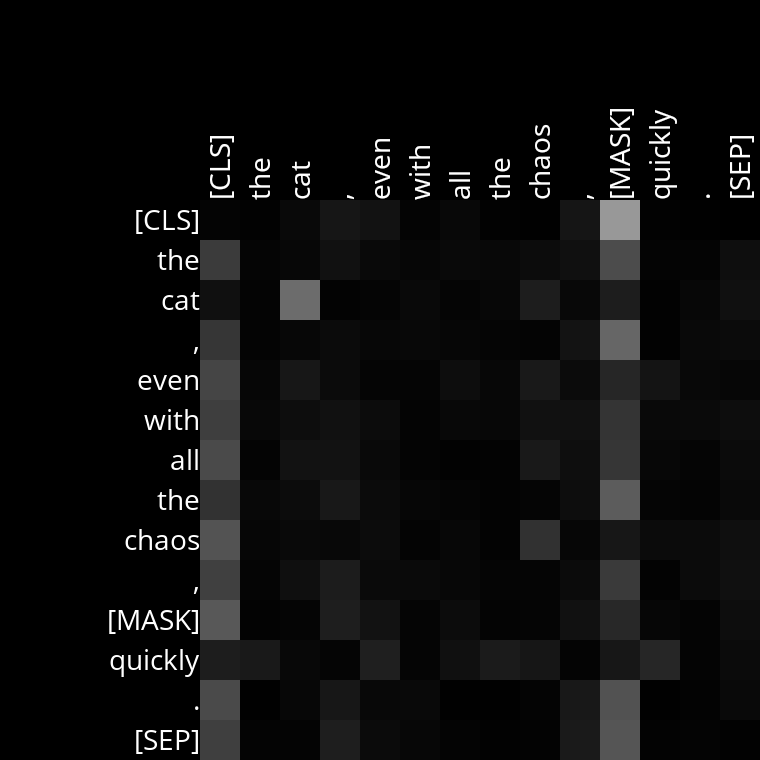 [CLS] the cat , even with all the chaos , [MASK] quickly . [SEP]
[CLS]
the
cat
,
even
with
all
the
chaos
,
[MASK]
quickly
.
[SEP]